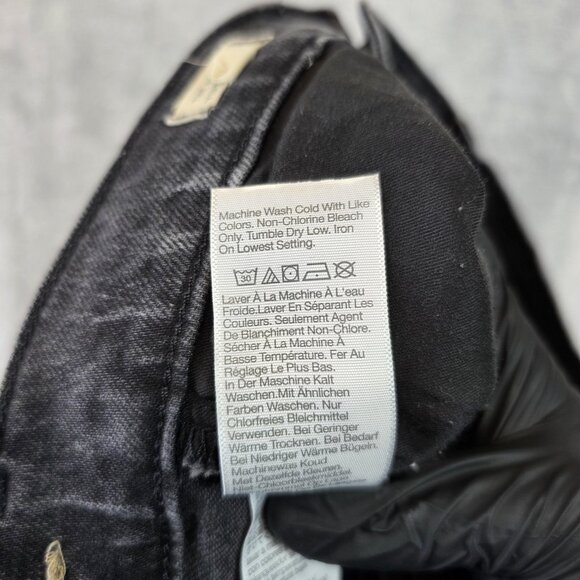 Machine Wash Cold With Like
Colors. Non-Chlorine Bleach
Only. Tumble Dry Low. Iron
On Lowest Setting.
30
Laver À La Machine À L'eau
Froide.Laver En Séparant Les
Couleurs. Seulement Agent
De Blanchiment Non-Chlore.
Sécher À La Machine À
Basse Température. Fer Au
Réglage Le Plus Bas.
In Der Maschine Kalt
Waschen.Mit Ähnlichen
Farben Waschen. Nur
Chlorfreies Bleichmittel
Verwenden. Bei Geringer
Wärme Trocknen. Bei Bedarf
Bei Niedriger Wärme Bügeln.
Machinewas Koud
Met Dezelfde Kleuren.
Niet-Chloorbleekmiddel